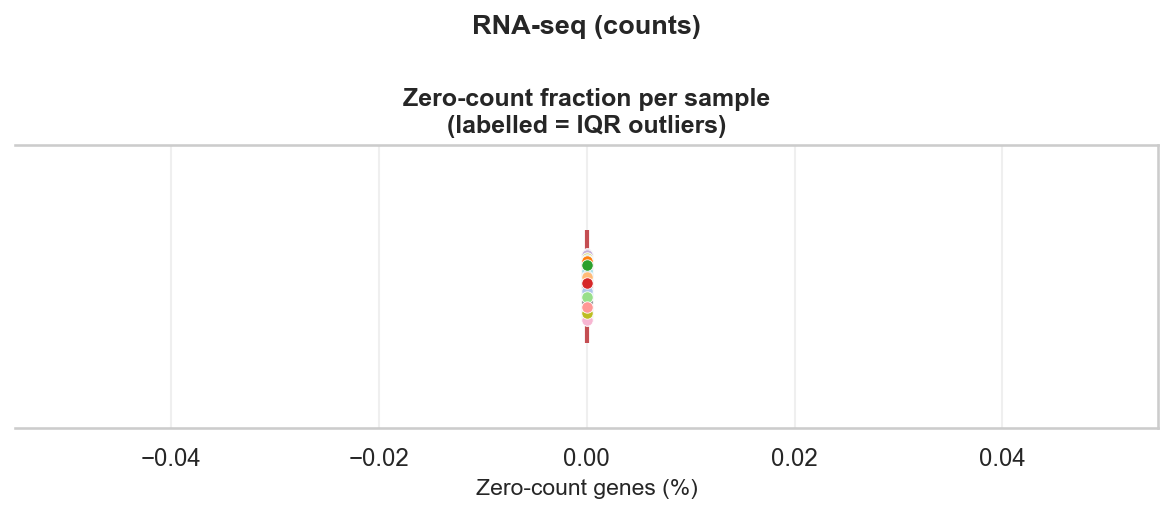 RNA-seq (counts)
Zero-count fraction per sample
(labelled = IQR outliers)
−0.04
−0.02
0.00
0.02
0.04
Zero-count genes (%)